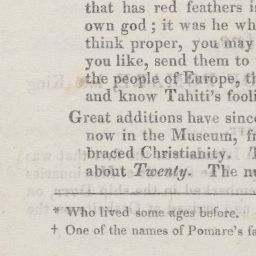 that has red feathers i
own god; it was he wh
think proper, you may
you like, send them to
the people of Europe, th
and know Tahiti's fooli
Great additions have since
now in the Museum, fr
braced Christianity. T
about Twenty. The nu
* Who lived some ages before.
† One of the names of Pomare's fa